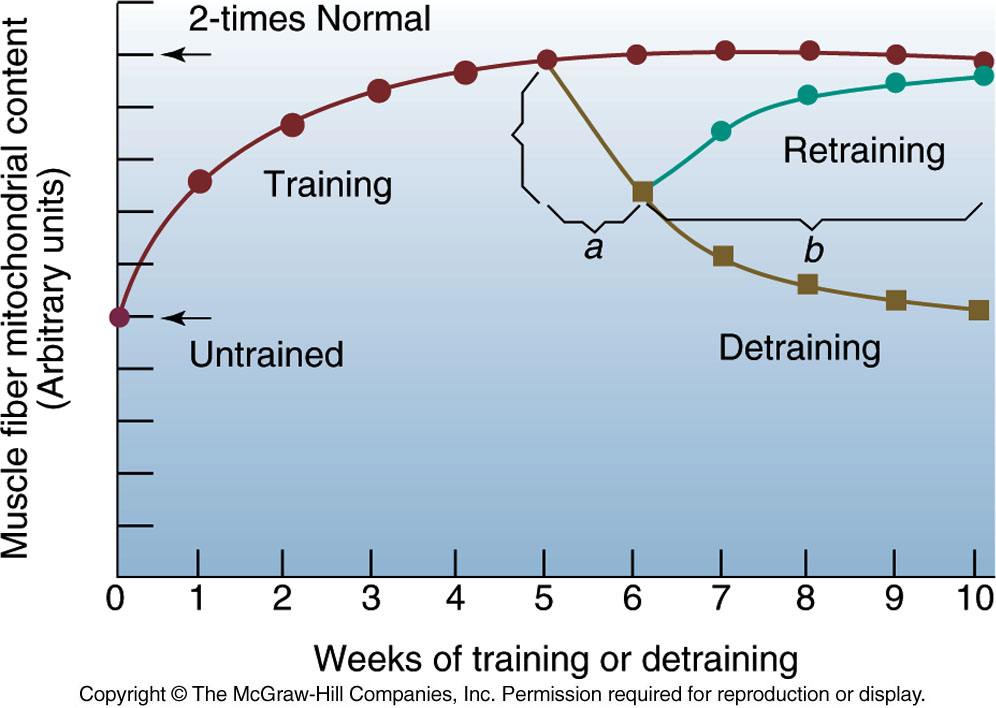 Muscle fiber mitochondrial content
(Arbitrary units)
2-times Normal
Training
Retraining
a
b
Untrained
Detraining
0 1 2 3 4 5 6 7 8 9 10
Weeks of training or detraining
Copyright © The McGraw-Hill Companies, Inc. Permission required for reproduction or display.